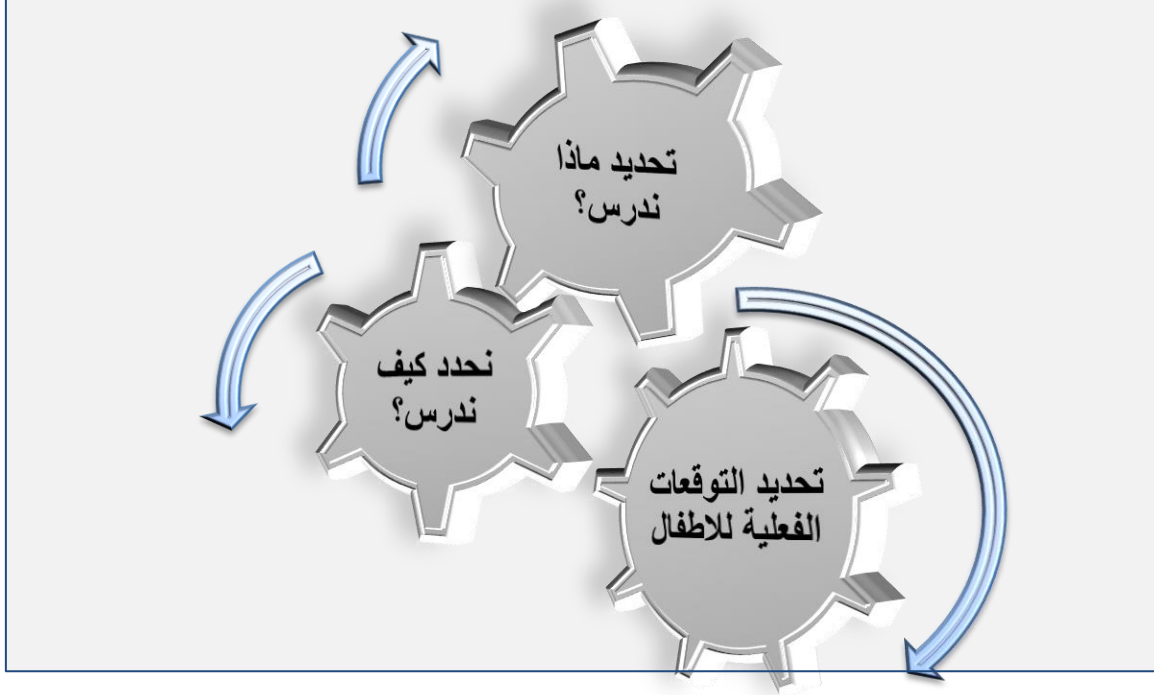 تحديد ماذا
ندرس؟
نحدد كيف
ندرس؟
تحديد التوقعات
الفعلية للاطفال